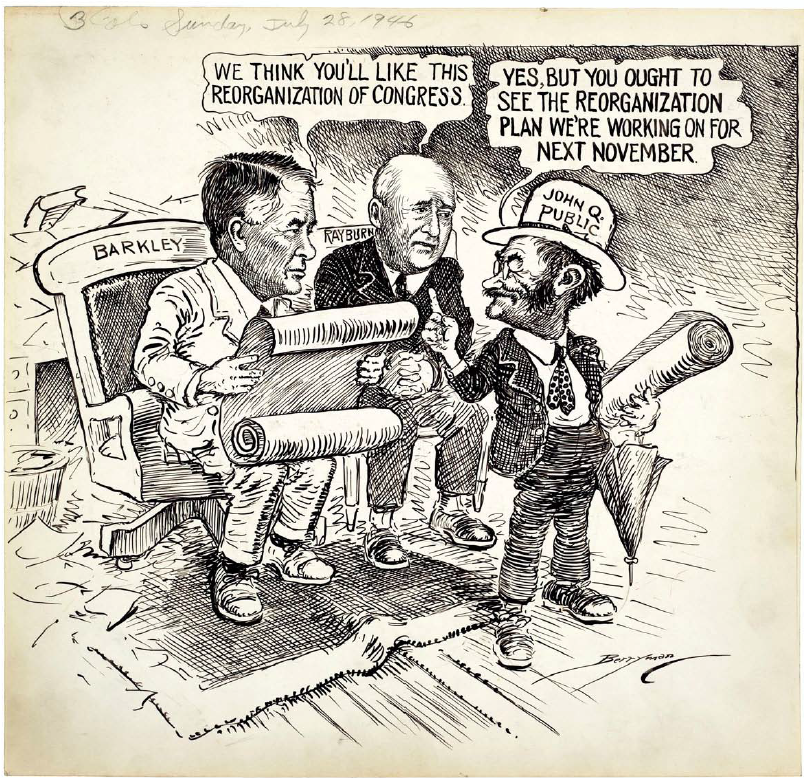 3 Cols Sunday, July 28, 1946
WE THINK YOU'LL LIKE THIS
REORGANIZATION OF CONGRESS.
YES, BUT YOU OUGHT TO
SEE THE REORGANIZATION
PLAN WE'RE WORKING ON FOR
NEXT NOVEMBER.
JOHN Q.
PUBLIC
BARKLEY
RAYBURN
Berryman